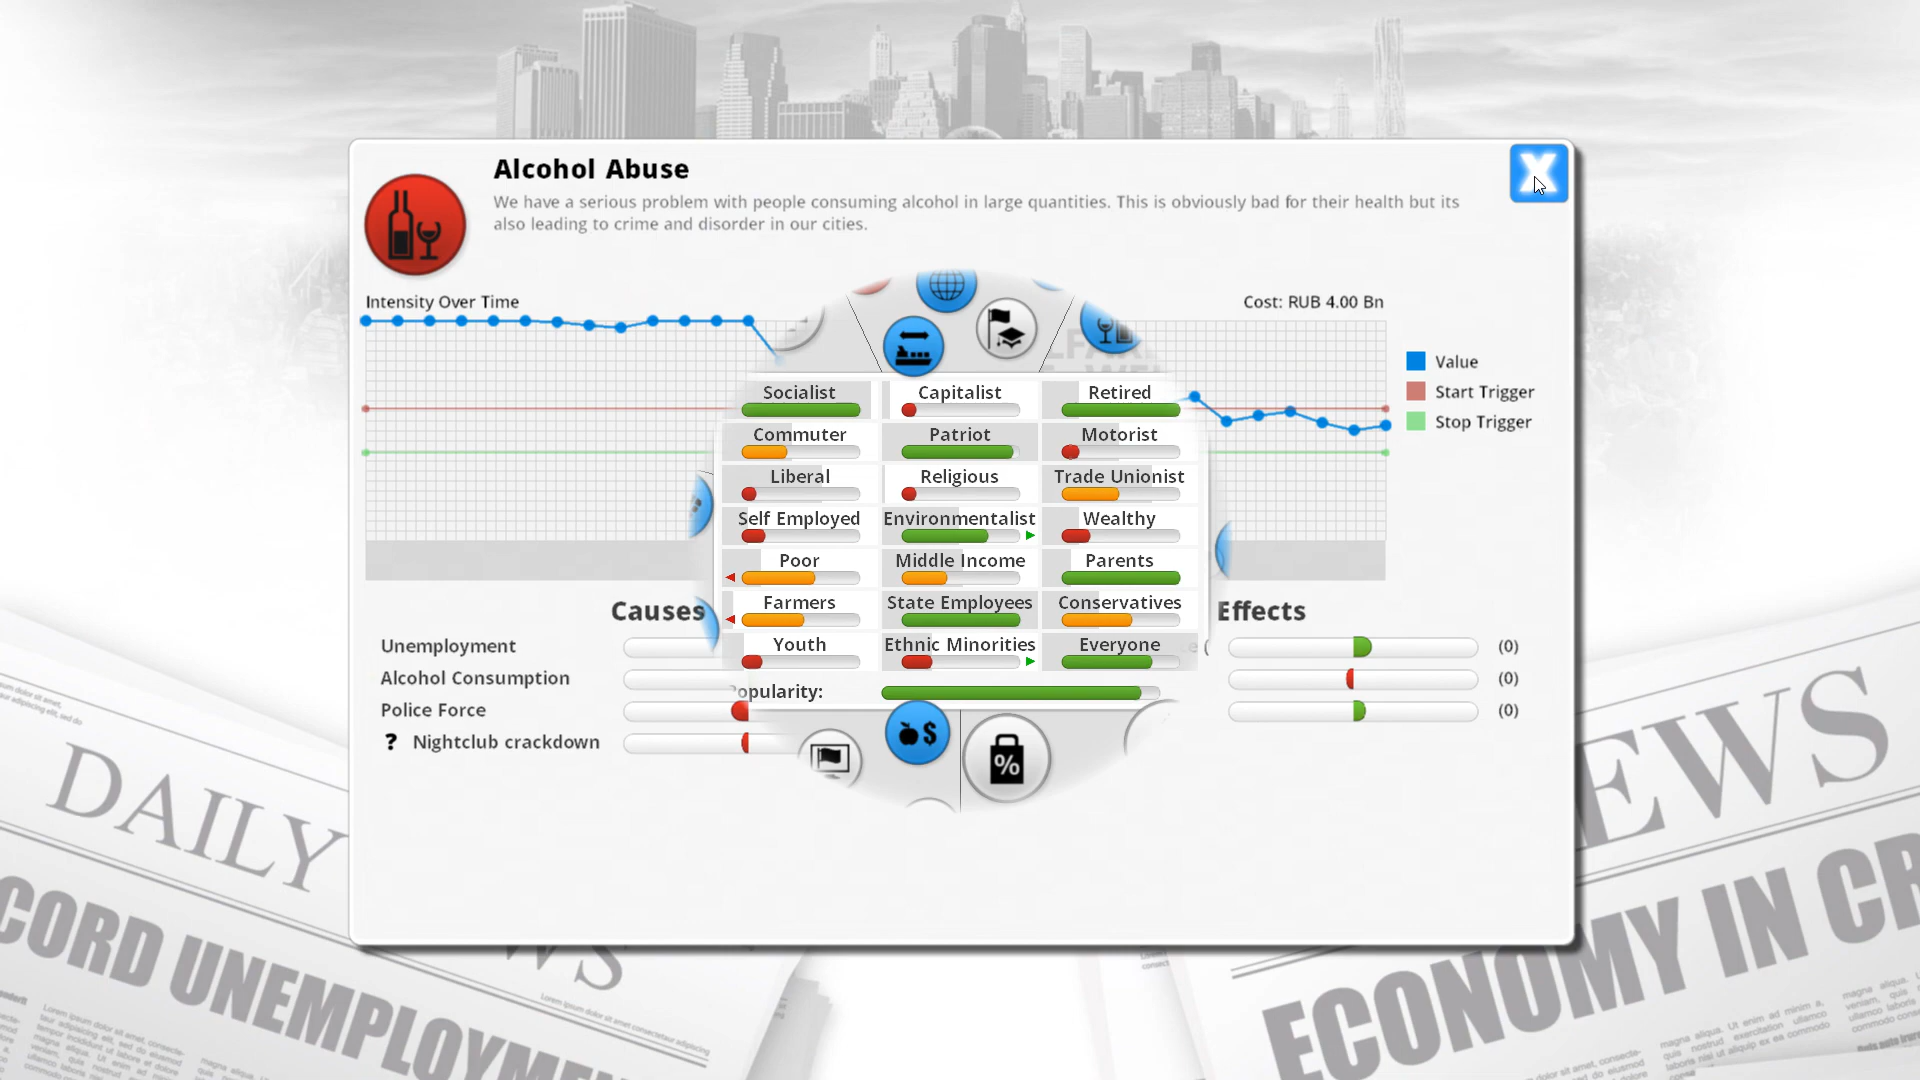 Alcohol Abuse
We have a serious problem with people consuming alcohol in large quantities. This is obviously bad for their health but its
also leading to crime and disorder in our cities.
X
Intensity Over Time
Cost: RUB 4.00 Bn
Value
Start Trigger
Stop Trigger
Socialist Capitalist Retired
Commuter Patriot Motorist
Liberal Religious Trade Unionist
Self Employed Environmentalist Wealthy
Poor Middle Income Parents
Farmers State Employees Conservatives
Youth Ethnic Minorities Everyone
opularity:
$
%
Causes
Unemployment
Alcohol Consumption
Police Force
? Nightclub crackdown
Effects
(0)
(0)
(0)
DAILY
EWS
CORD UNEMPLOYME
WS
ECONOMY IN CR